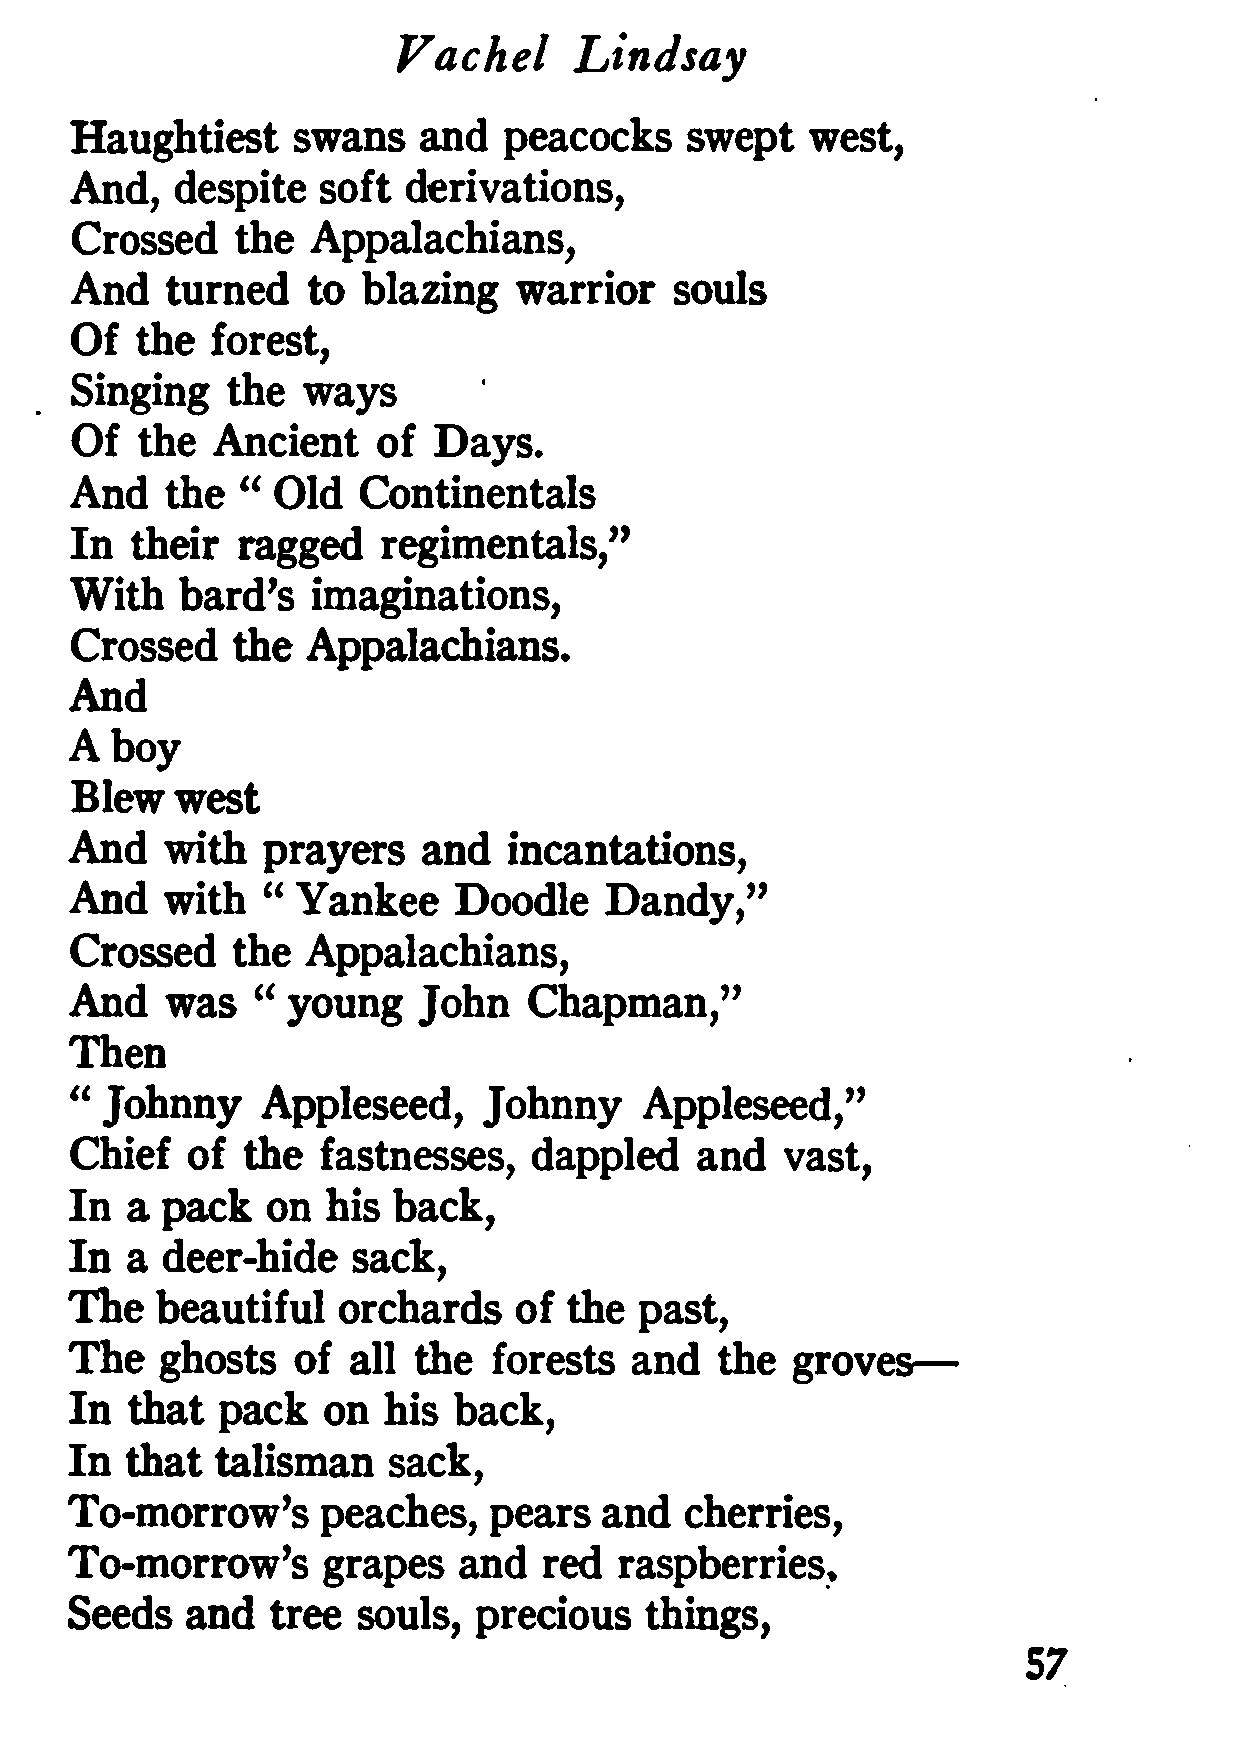 Vachel Lindsay
Haughtiest swans and peacocks swept west,
And, despite soft derivations,
Crossed the Appalachians,
And turned to blazing warrior souls
Of the forest,
Singing the ways
Of the Ancient of Days.
And the “ Old Continentals
In their ragged regimentals,”
With bard’s imaginations,
Crossed the Appalachians.
And
A boy
Blew west
And with prayers and incantations,
And with “ Yankee Doodle Dandy,”
Crossed the Appalachians,
And was “ young John Chapman,”
Then
“ Johnny Appleseed, Johnny Appleseed,”
Chief of the fastnesses, dappled and vast,
In a pack on his back,
In a deer-hide sack,
The beautiful orchards of the past,
The ghosts of all the forests and the groves—
In that pack on his back,
In that talisman sack,
To-morrow’s peaches, pears and cherries,
To-morrow’s grapes and red raspberries,
Seeds and tree souls, precious things,
57